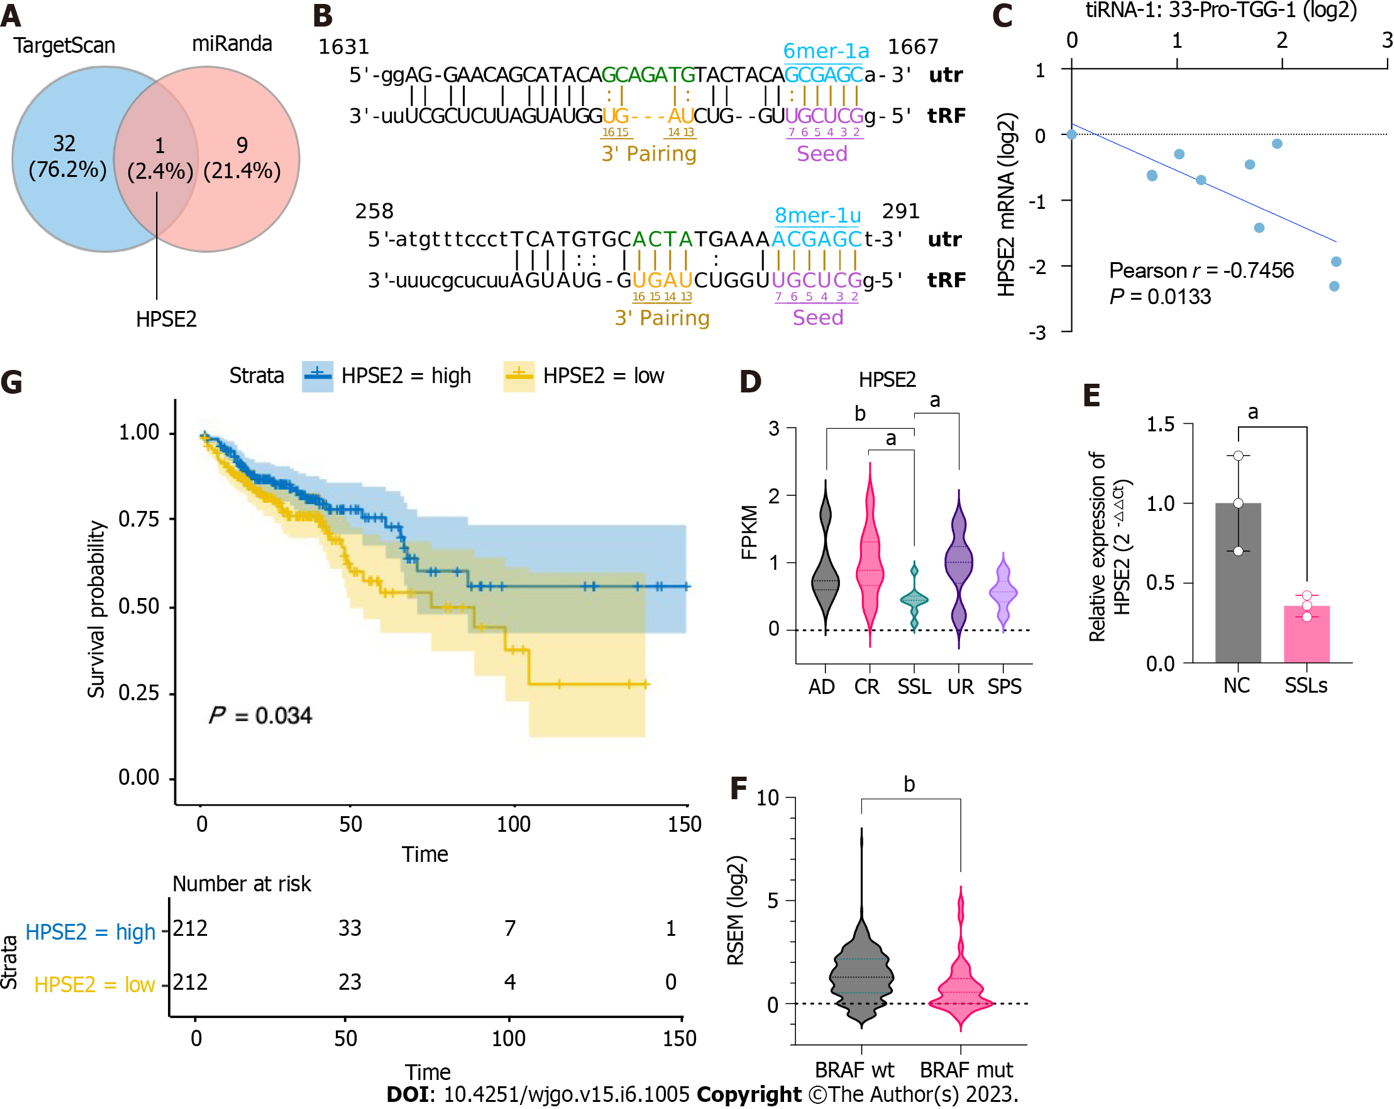 A
TargetScan
miRanda
32
(76.2%)
1
(2.4%)
9
(21.4%)
HPSE2
B
1631
6mer-1a
1667
5'-ggAG-GAACAGCATACAGCAGATGTACTACAGCGAGCa-3' utr
3'-uuUCGCUCUUAGUAUGGUG---AUCUG--GUUGCUCGg-5' tRF
16 15 14 13 7 6 5 4 3 2
3' Pairing
Seed
258
8mer-1u
291
5'-atgtttccctTCATGTGCACTATGAAAACGAGCt-3' utr
3'-uuucgcucuuAGUAUG-GUGAUCUGGUUGCUCGg-5' tRF
16 15 14 13 7 6 5 4 3 2
3' Pairing
Seed
C
tiRNA-1: 33-Pro-TGG-1 (log2)
0 1 2 3
HPSE2 mRNA (log2)
1
0
-1
-2
-3
Pearson r = -0.7456
P = 0.0133
G
Strata HPSE2 = high HPSE2 = low
Survival probability
1.00
0.75
0.50
0.25
0.00
P = 0.034
0 50 100 150
Time
Number at risk
Strata
HPSE2 = high 212 33 7 1
HPSE2 = low 212 23 4 0
0 50 100 150
Time
D
HPSE2
a
b
a
FPKM
3
2
1
0
AD CR SSL UR SPS
E
a
Relative expression of
HPSE2 (2 -△△Ct)
1.5
1.0
0.5
0.0
NC SSLs
F
b
RSEM (log2)
10
5
0
BRAF wt BRAF mut
DOI: 10.4251/wjgo.v15.i6.1005 Copyright ©The Author(s) 2023.